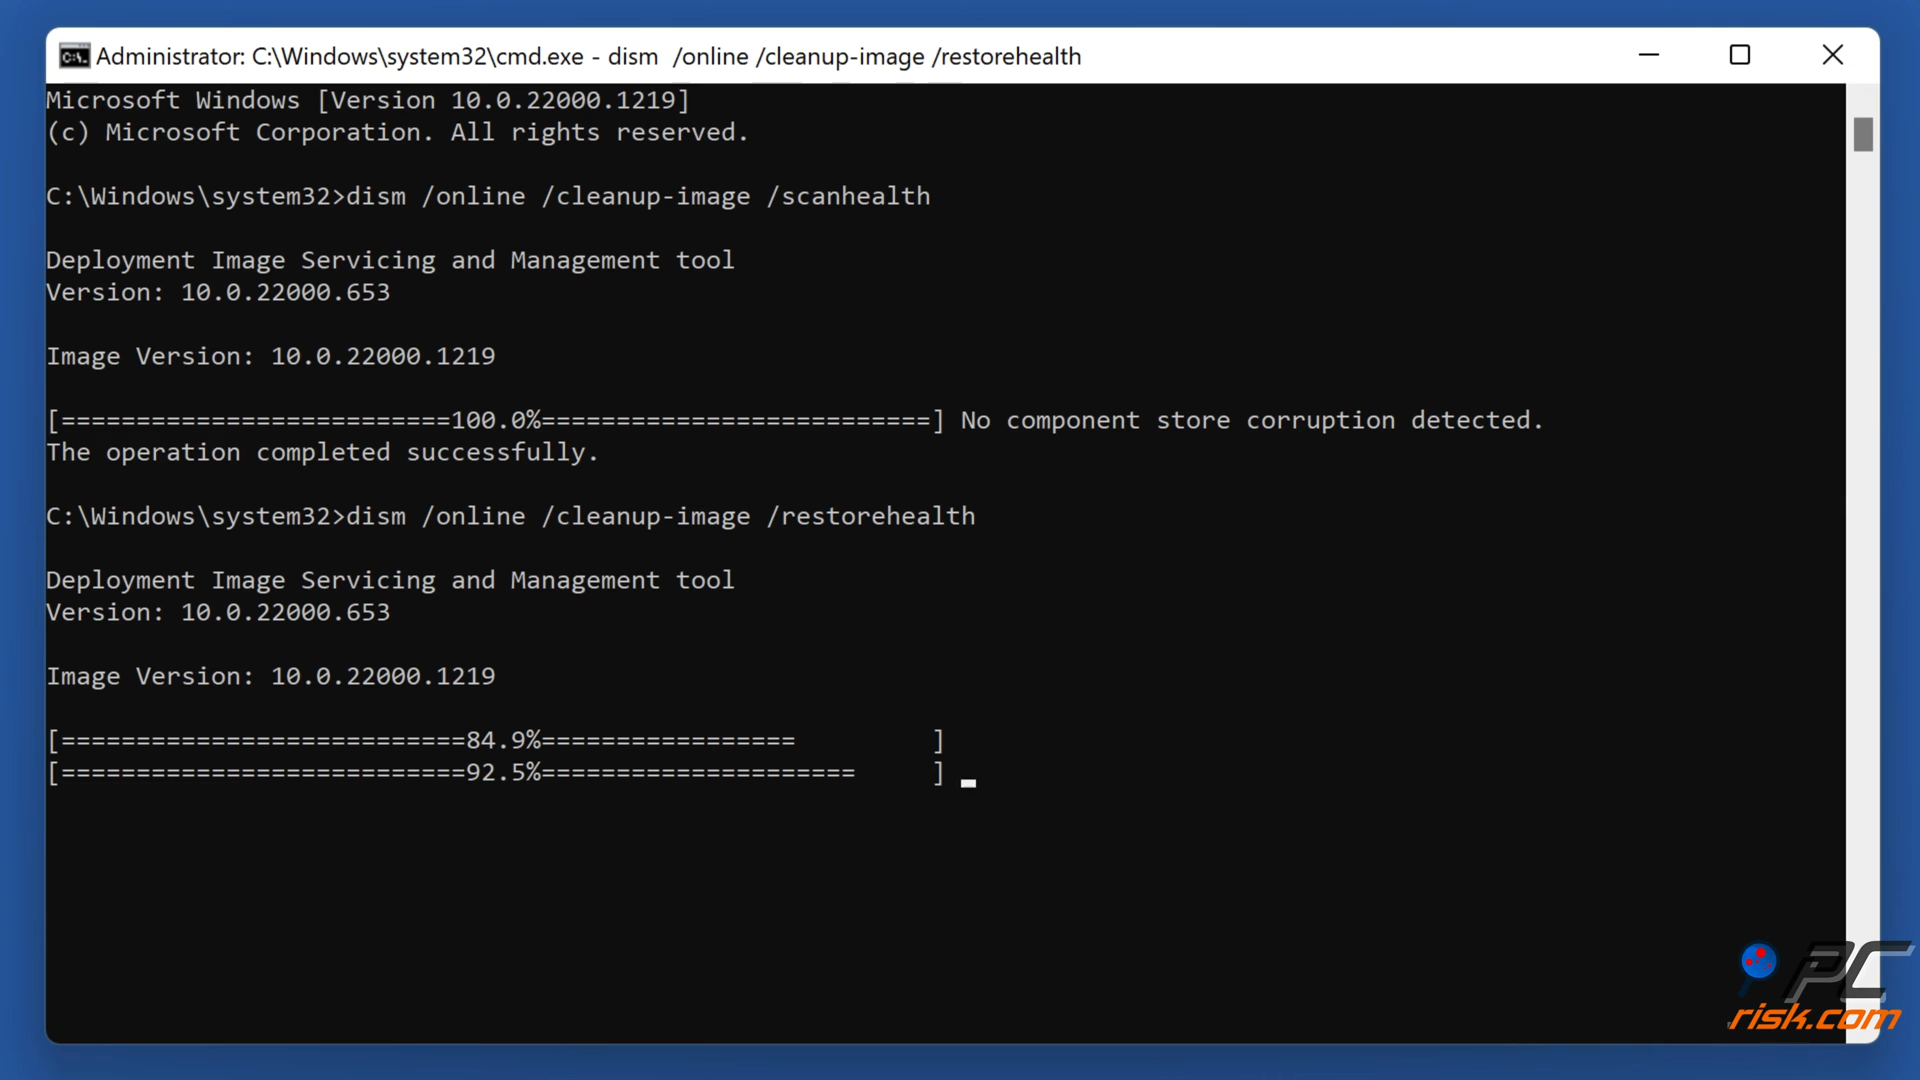 Administrator: C:\Windows\system32\cmd.exe - dism  /online /cleanup-image /restorehealth
Microsoft Windows [Version 10.0.22000.1219]
(c) Microsoft Corporation. All rights reserved.
C:\Windows\system32>dism /online /cleanup-image /scanhealth
Deployment Image Servicing and Management tool
Version: 10.0.22000.653
Image Version: 10.0.22000.1219
[==========================100.0%==========================] No component store corruption detected.
The operation completed successfully.
C:\Windows\system32>dism /online /cleanup-image /restorehealth
Deployment Image Servicing and Management tool
Version: 10.0.22000.653
Image Version: 10.0.22000.1219
[===========================84.9%=================         ]
[===========================92.5%=====================     ]
PC
risk.com